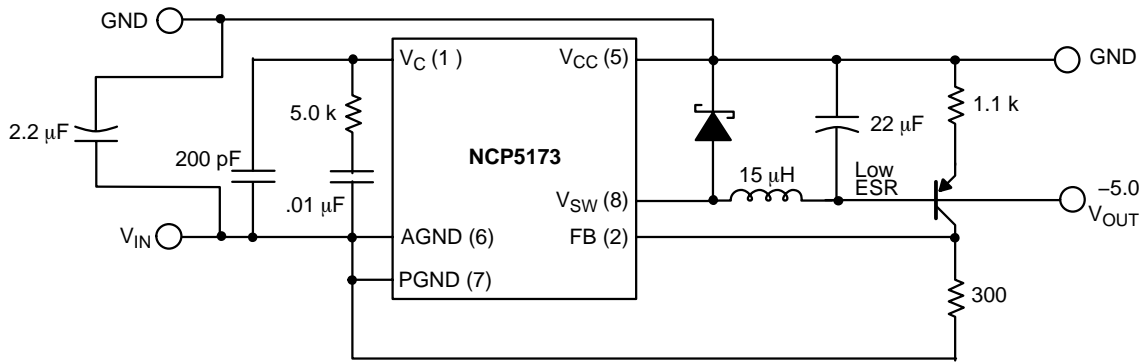 GND
V_C (1 )
V_CC (5)
GND
5.0 k
1.1 k
2.2 μF
200 pF
NCP5173
22 μF
.01 μF
15 μH
Low
ESR
V_SW (8)
–5.0
V_OUT
V_IN
AGND (6)
FB (2)
PGND (7)
300